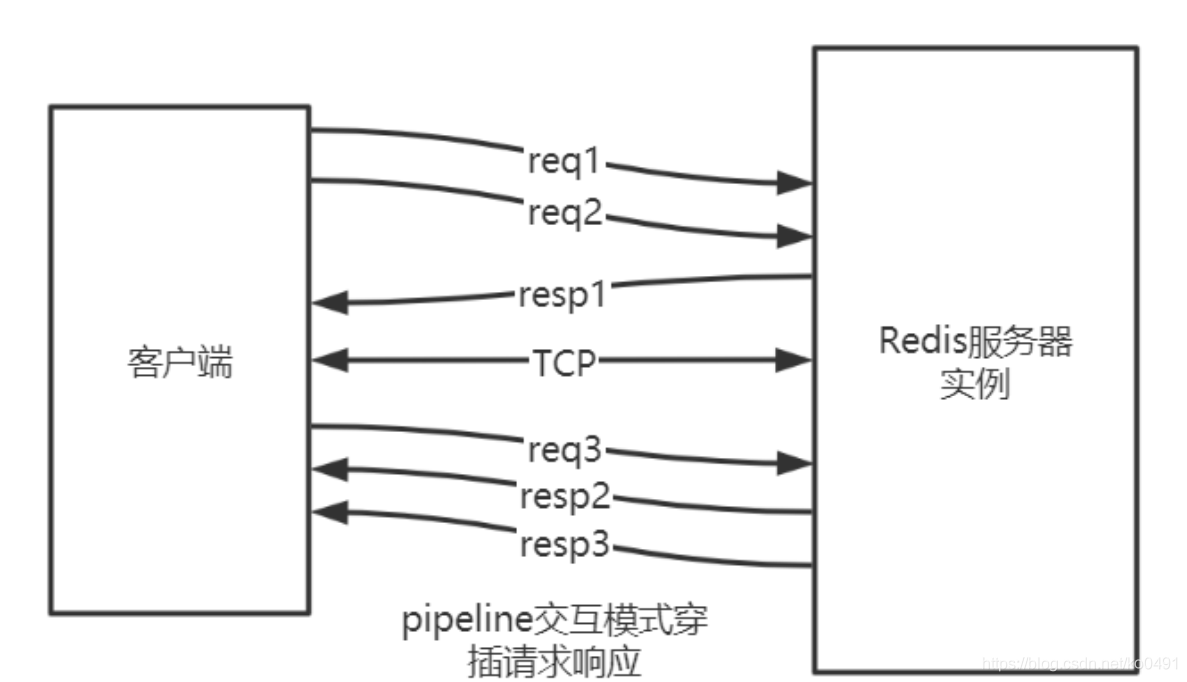 req1
req2
resp1
客户端
TCP
Redis服务器
实例
req3
resp2
resp3
pipeline交互模式穿
插请求响应
https://blog.csdn.net/kq0491